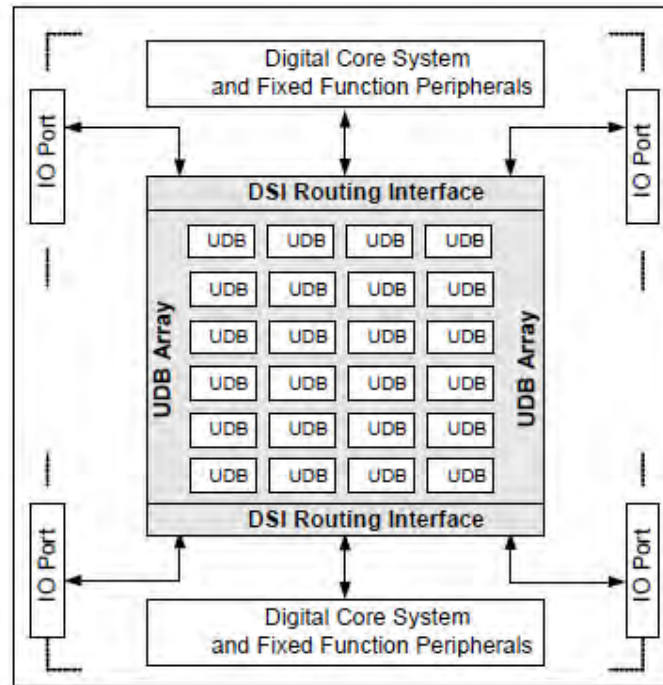 Digital Core System
and Fixed Function Peripherals
IO Port
IO Port
DSI Routing Interface
UDB Array
UDB UDB UDB UDB
UDB UDB UDB UDB
UDB UDB UDB UDB
UDB UDB UDB UDB
UDB UDB UDB UDB
UDB UDB UDB UDB
UDB Array
DSI Routing Interface
IO Port
IO Port
Digital Core System
and Fixed Function Peripherals